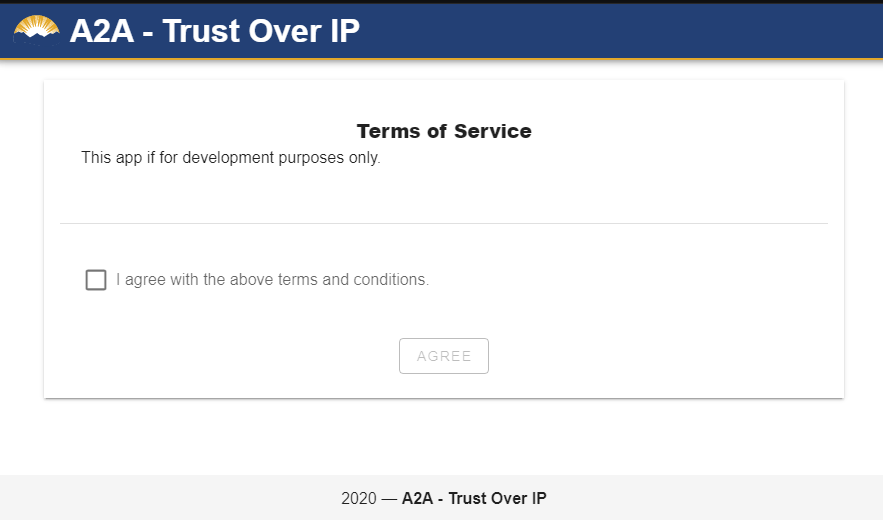 A2A - Trust Over IP
Terms of Service
This app if for development purposes only.
I agree with the above terms and conditions.
AGREE
2020 — A2A - Trust Over IP